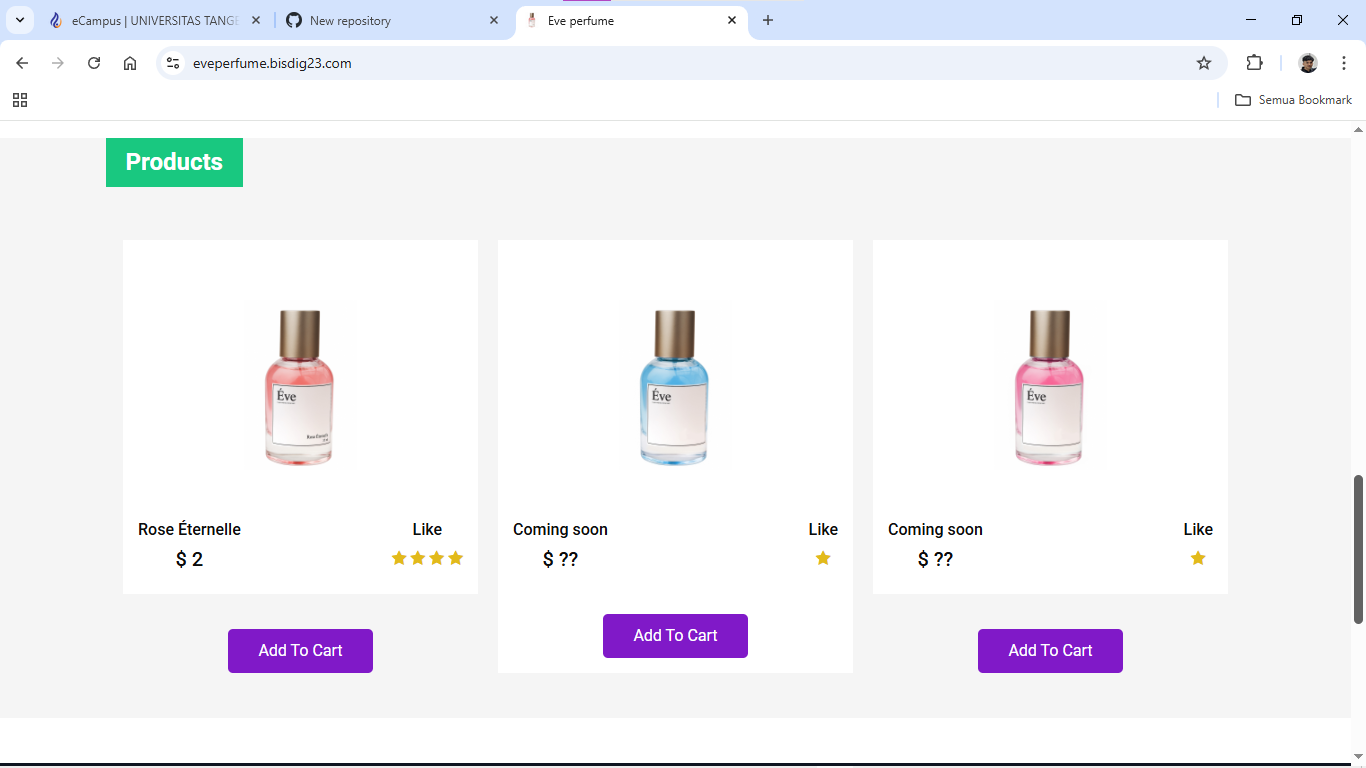 eCampus | UNIVERSITAS TANGE
New repository
Eve perfume
eveperfume.bisdig23.com
Semua Bookmark
Products
Éve
Éve
Éve
Rose Éternelle
Like
Coming soon
Like
Coming soon
Like
$ 2
$ ??
$ ??
Add To Cart
Add To Cart
Add To Cart